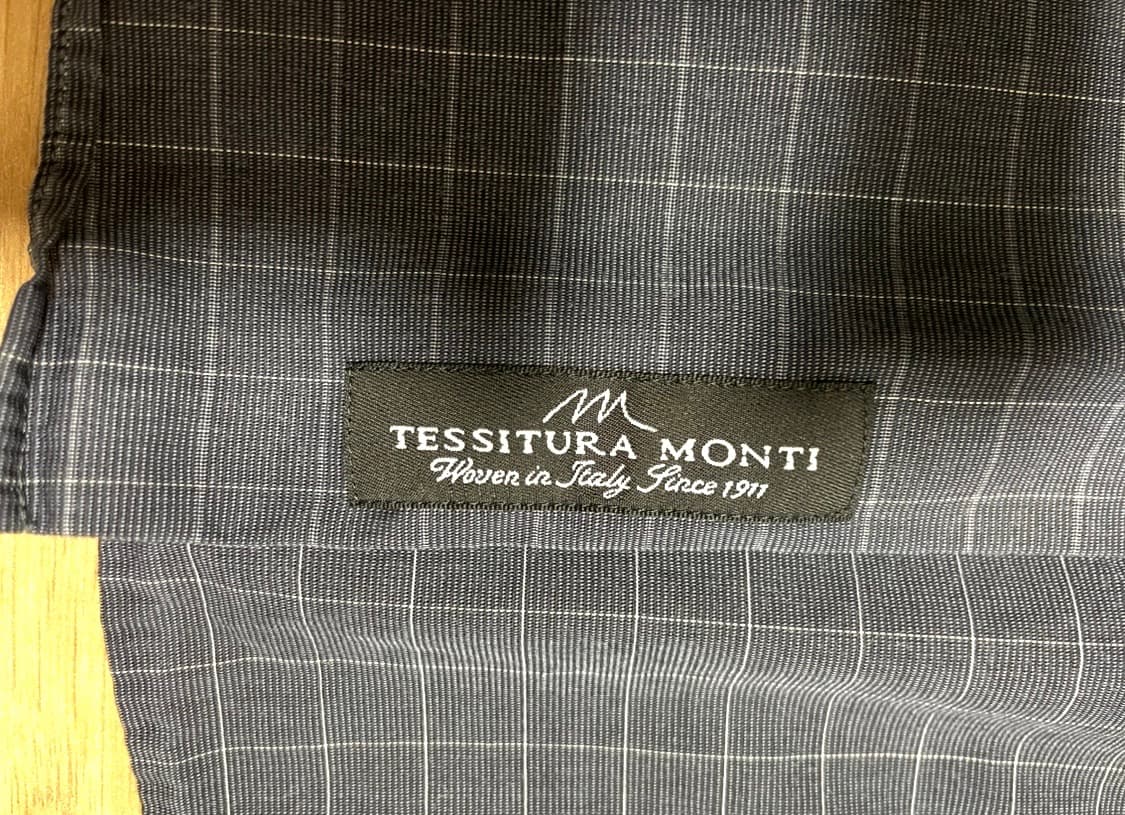 TESSITURA MONTI
Woven in Italy Since 1911